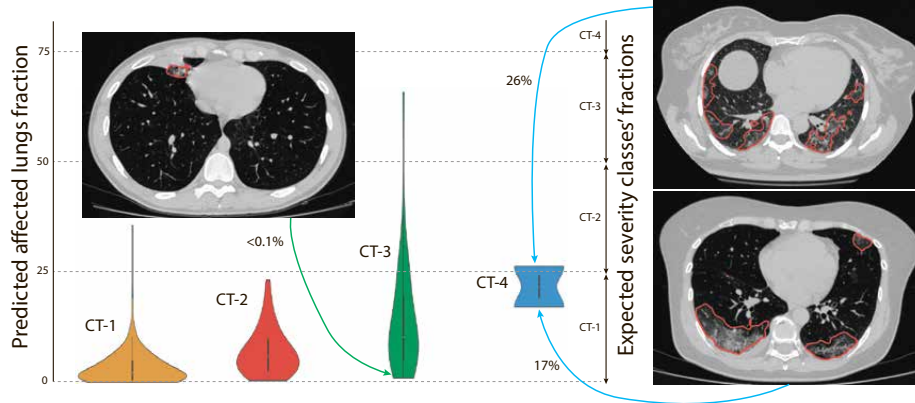 Predicted affected lungs fraction
75
50
25
0
<0.1%
CT-1
CT-2
CT-3
CT-4
26%
17%
CT-4
CT-3
CT-2
CT-1
Expected severity classes' fractions